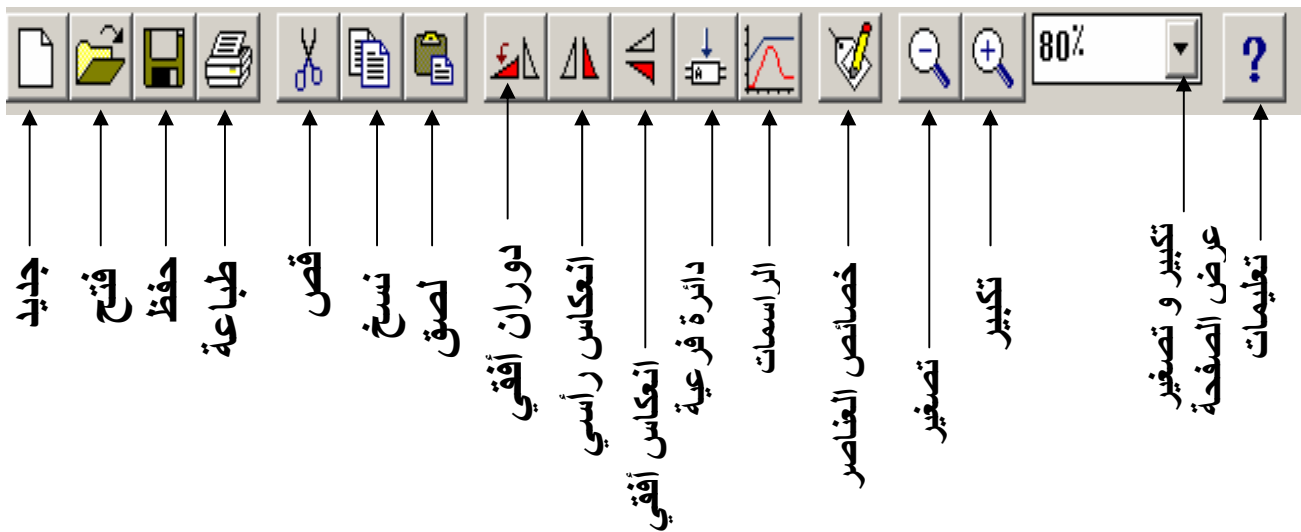 80%
?
A
جديد
فتح
حفظ
طباعة
قص
نسخ
لصق
دوران أفقي
انعكاس رأسي
انعكاس أفقي
دائرة فرعية
الراسمات
خصائص العناصر
تصغير
تكبير
تكبير و تصغير
عرض الصفحة
تعليمات